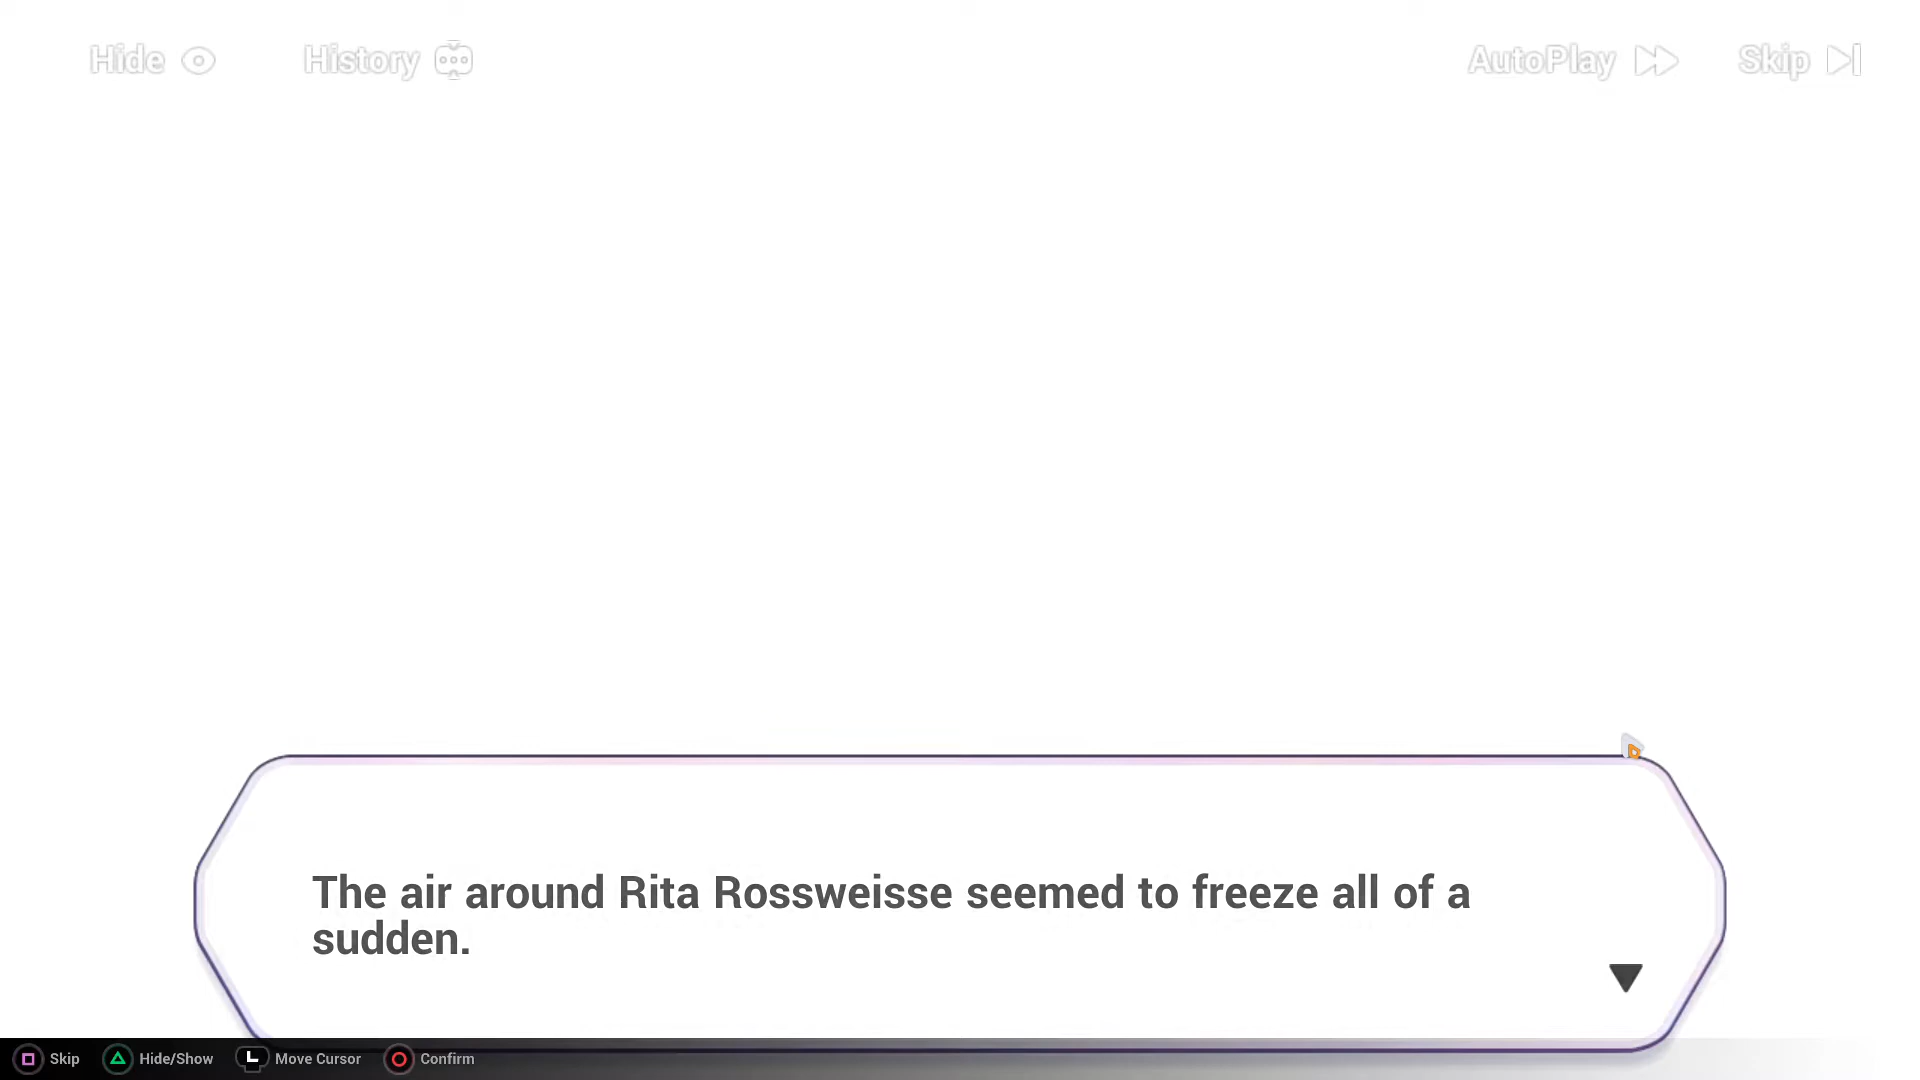 Hide
History
AutoPlay
Skip
The air around Rita Rossweisse seemed to freeze all of a
sudden.
Skip
Hide/Show
L
Move Cursor
Confirm